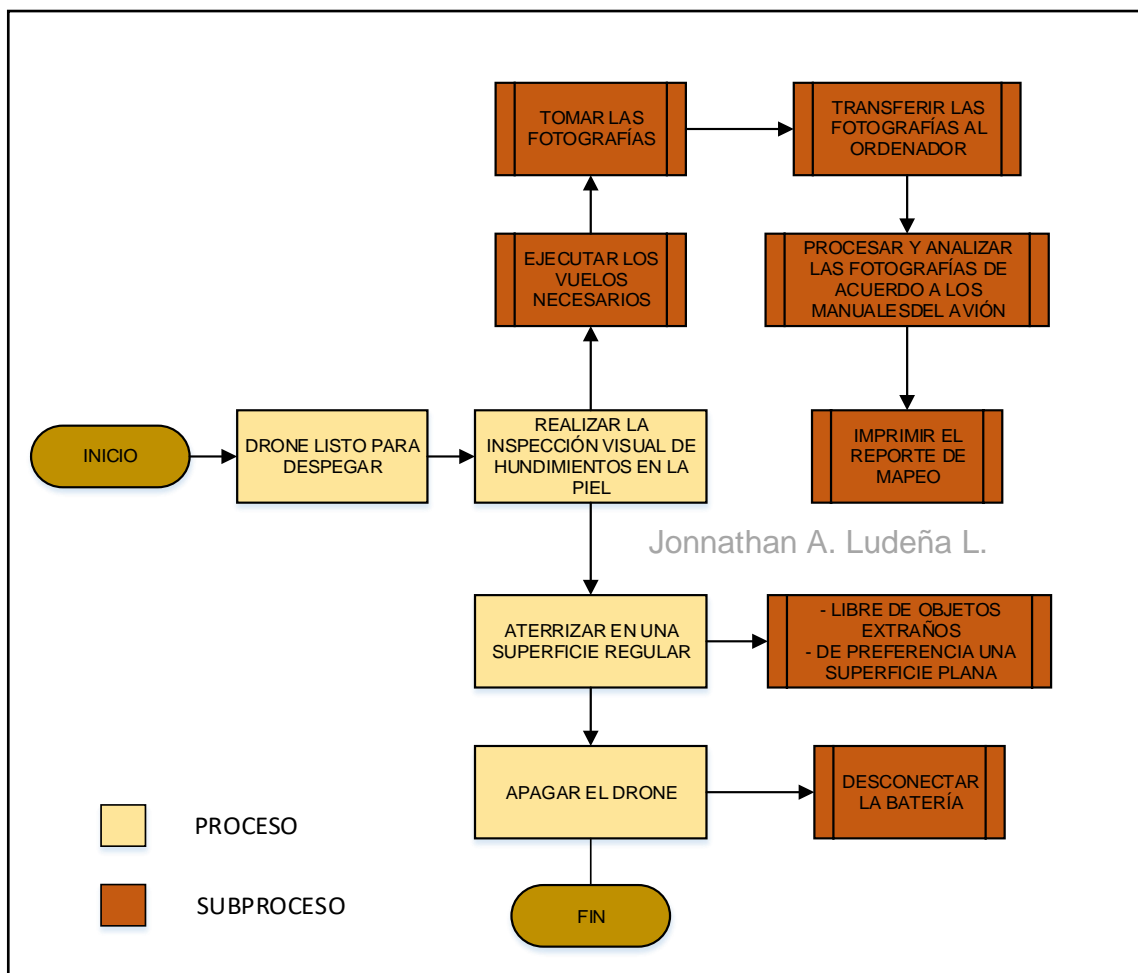 TOMAR LAS
FOTOGRAFÍAS
TRANSFERIR LAS
FOTOGRAFÍAS AL
ORDENADOR
EJECUTAR LOS
VUELOS
NECESARIOS
PROCESAR Y ANALIZAR
LAS FOTOGRAFÍAS DE
ACUERDO A LOS
MANUALESDEL AVIÓN
INICIO
DRONE LISTO PARA
DESPEGAR
REALIZAR LA
INSPECCIÓN VISUAL DE
HUNDIMIENTOS EN LA
PIEL
IMPRIMIR EL
REPORTE DE
MAPEO
Jonnathan A. Ludeña L.
ATERRIZAR EN UNA
SUPERFICIE REGULAR
- LIBRE DE OBJETOS
EXTRAÑOS
- DE PREFERENCIA UNA
SUPERFICIE PLANA
APAGAR EL DRONE
DESCONECTAR
LA BATERÍA
PROCESO
SUBPROCESO
FIN